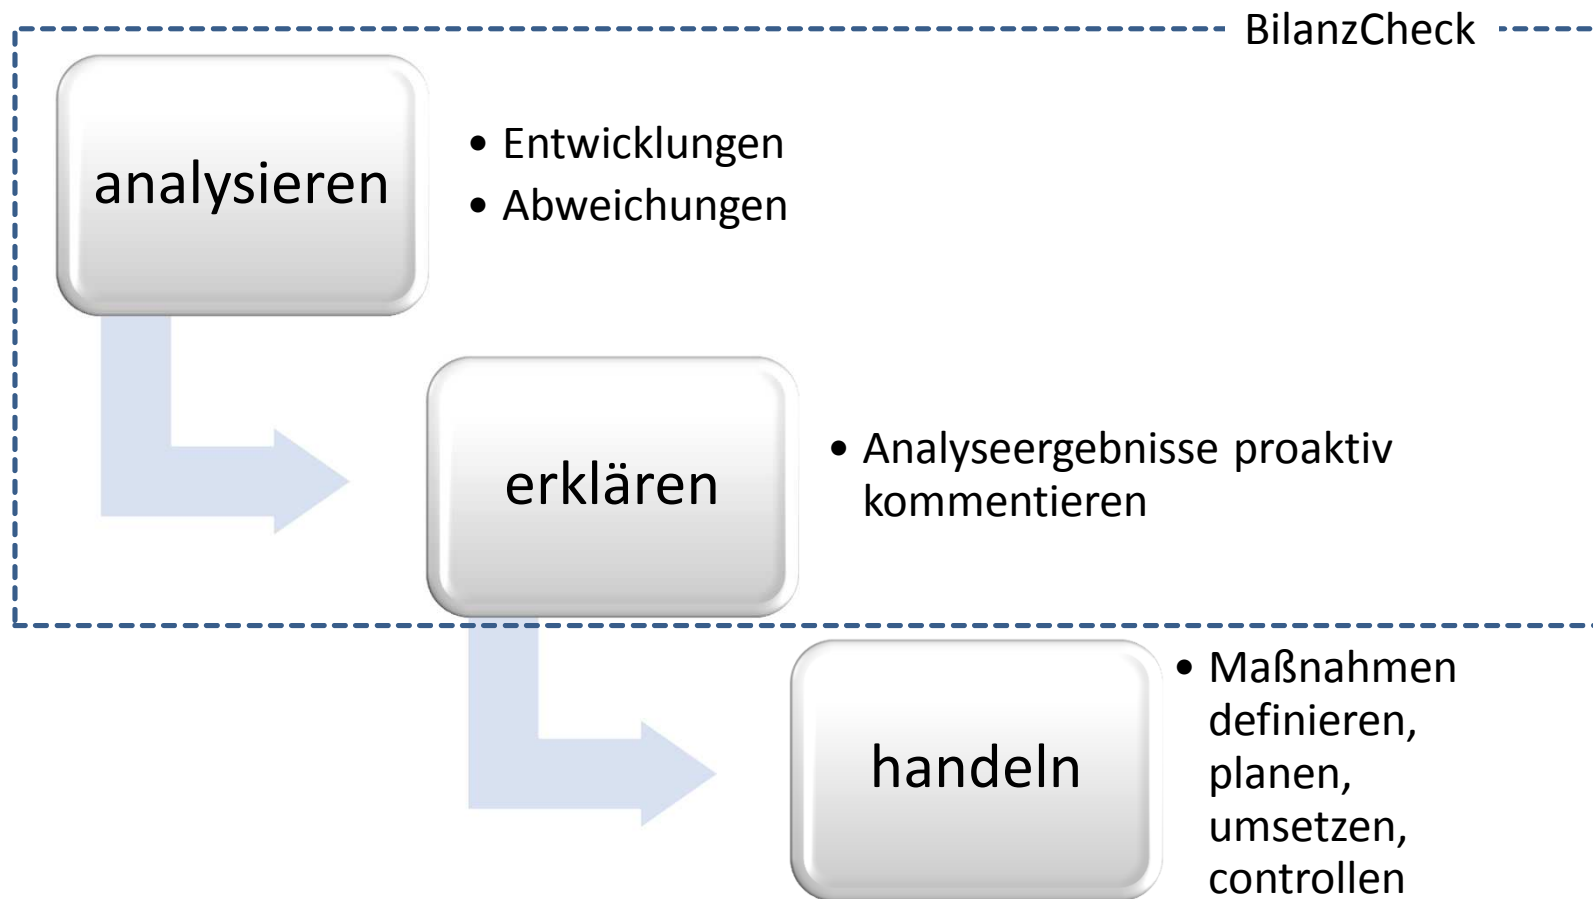 BilanzCheck
analysieren
• Entwicklungen
• Abweichungen
erklären
• Analyseergebnisse proaktiv
kommentieren
handeln
• Maßnahmen
definieren,
planen,
umsetzen,
controllen